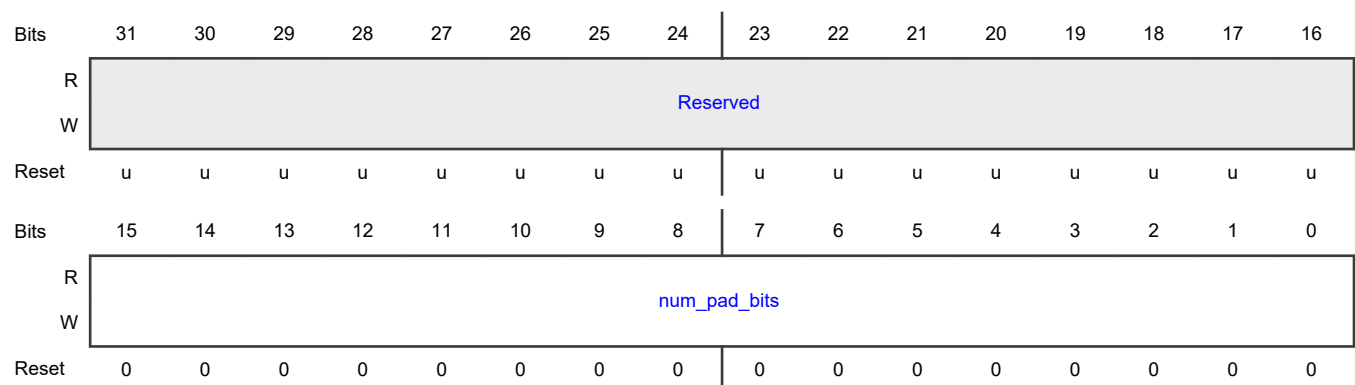 Bits 31 30 29 28 27 26 25 24 23 22 21 20 19 18 17 16
R
Reserved
W
Reset u u u u u u u u u u u u u u u u
Bits 15 14 13 12 11 10 9 8 7 6 5 4 3 2 1 0
R
num_pad_bits
W
Reset 0 0 0 0 0 0 0 0 0 0 0 0 0 0 0 0